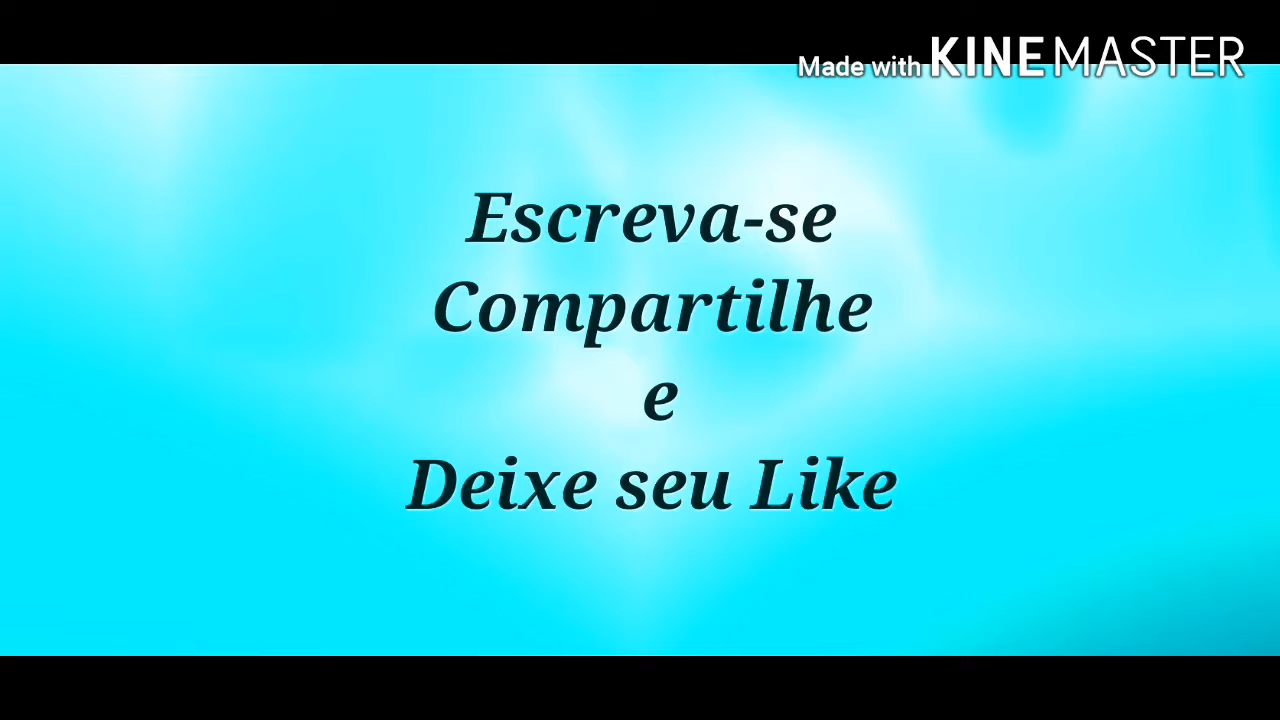 Made with KINEMASTER
Escreva-se
Compartilhe
e
Deixe seu Like